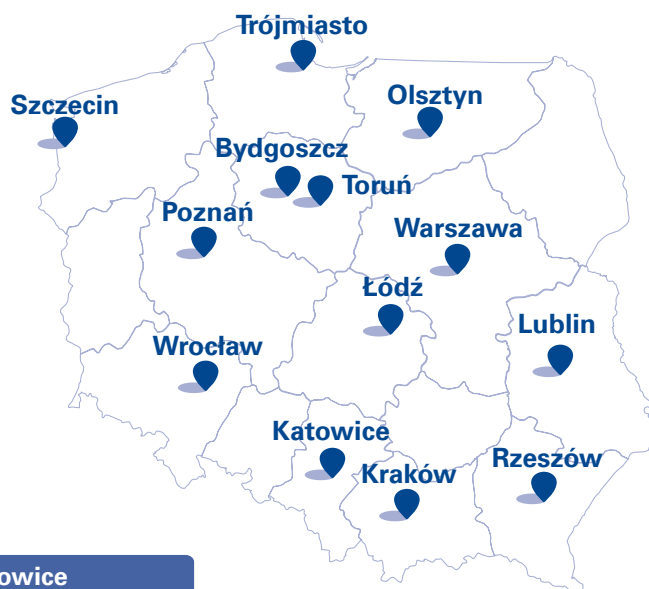 Trójmiasto
Olsztyn
Szczecin
Bydgoszcz
Toruń
Poznań
Warszawa
Łódź
Lublin
Wrocław
Katowice
Rzeszów
Kraków
owice